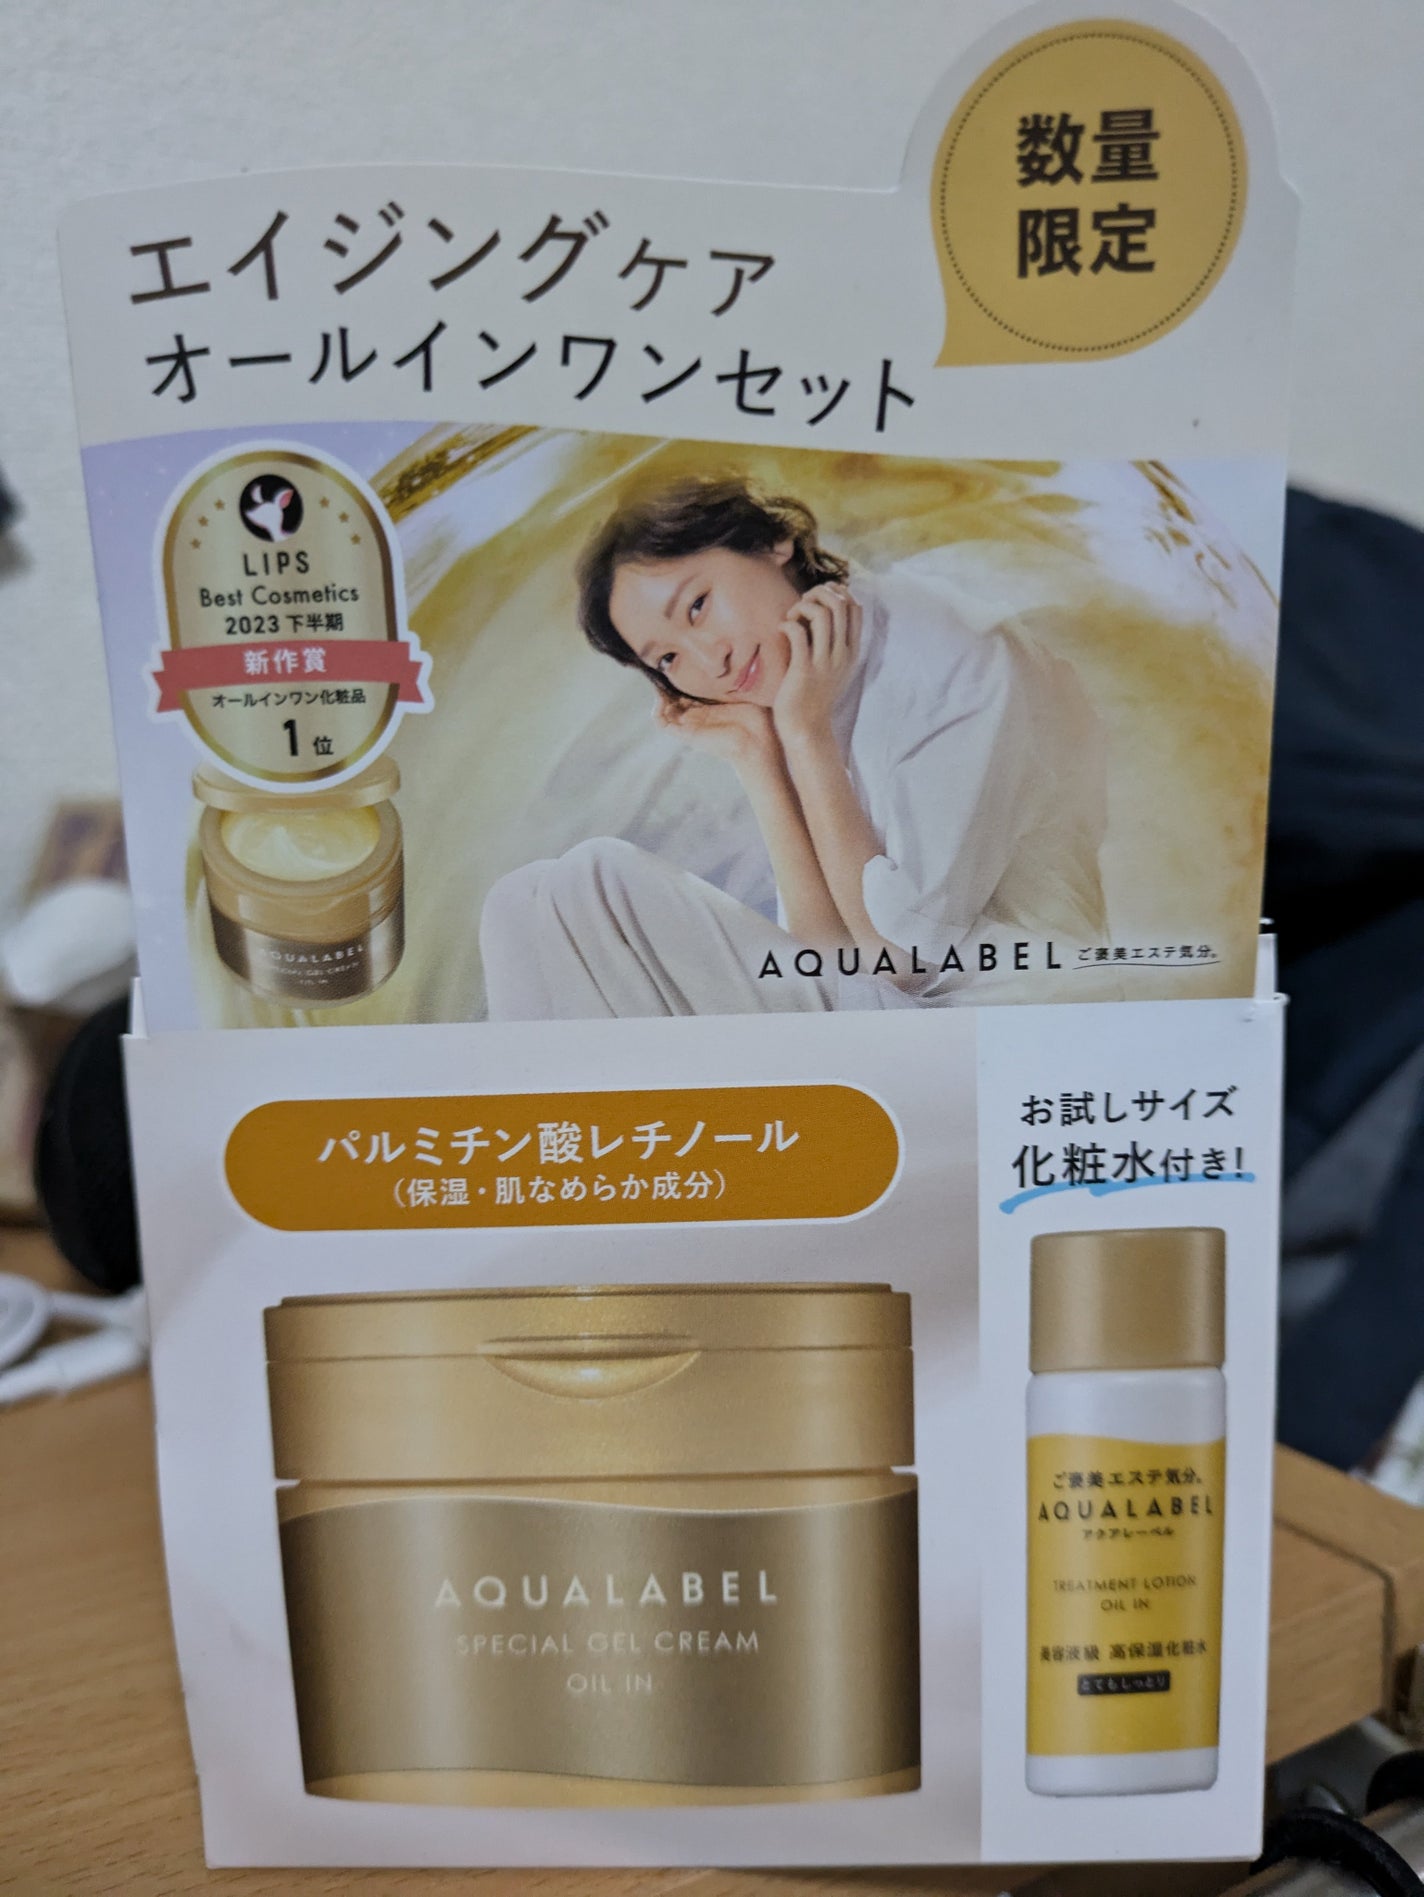 数量
限定
エイジングケア
オールインワンセット
LIPS
Best Cosmetics
2023 下半期
新作賞
オールインワン化粧品
1位
AQUALABEL
SPECIAL GEL CREAM
OIL IN
AQUALABEL ご褒美エステ気分。
パルミチン酸レチノール
(保湿・肌なめらか成分)
お試しサイズ
化粧水付き!
AQUALABEL
SPECIAL GEL CREAM
OIL IN
ご褒美エステ気分。
AQUALABEL
アクアレーベル
TREATMENT LOTION
OIL IN
美容液級 高保湿化粧水
とてもしっとり